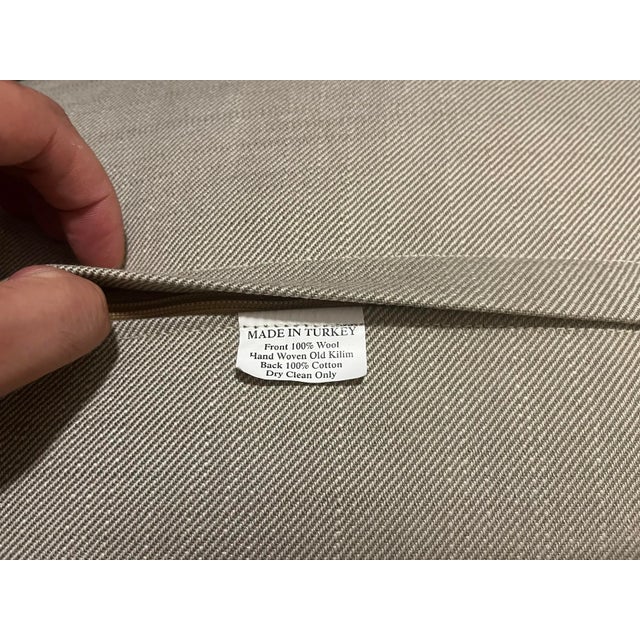 MADE IN TURKEY
Front 100% Wool
Hand Woven Old Kilim
Back 100% Cotton
Dry Clean Only